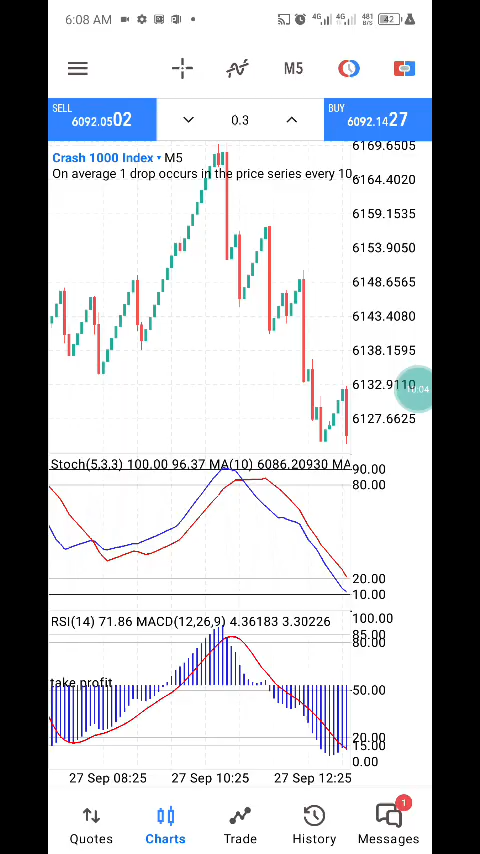 6:08 AM 4G 4G 481 B/s 42
M5
SELL
6092.0502
0.3
BUY
6092.1427
Crash 1000 Index M5
On average 1 drop occurs in the price series every 10
6169.6505
6164.4020
6159.1535
6153.9050
6148.6565
6143.4080
6138.1595
6132.9110
10:04
6127.6625
Stoch(5,3,3) 100.00 96.37 MA(10) 6086.20930 MA
90.00
80.00
20.00
10.00
RSI(14) 71.86 MACD(12,26,9) 4.36183 3.30226
100.00
85.00
80.00
take profit
50.00
20.00
15.00
0.00
27 Sep 08:25 27 Sep 10:25 27 Sep 12:25
1
Quotes Charts Trade History Messages